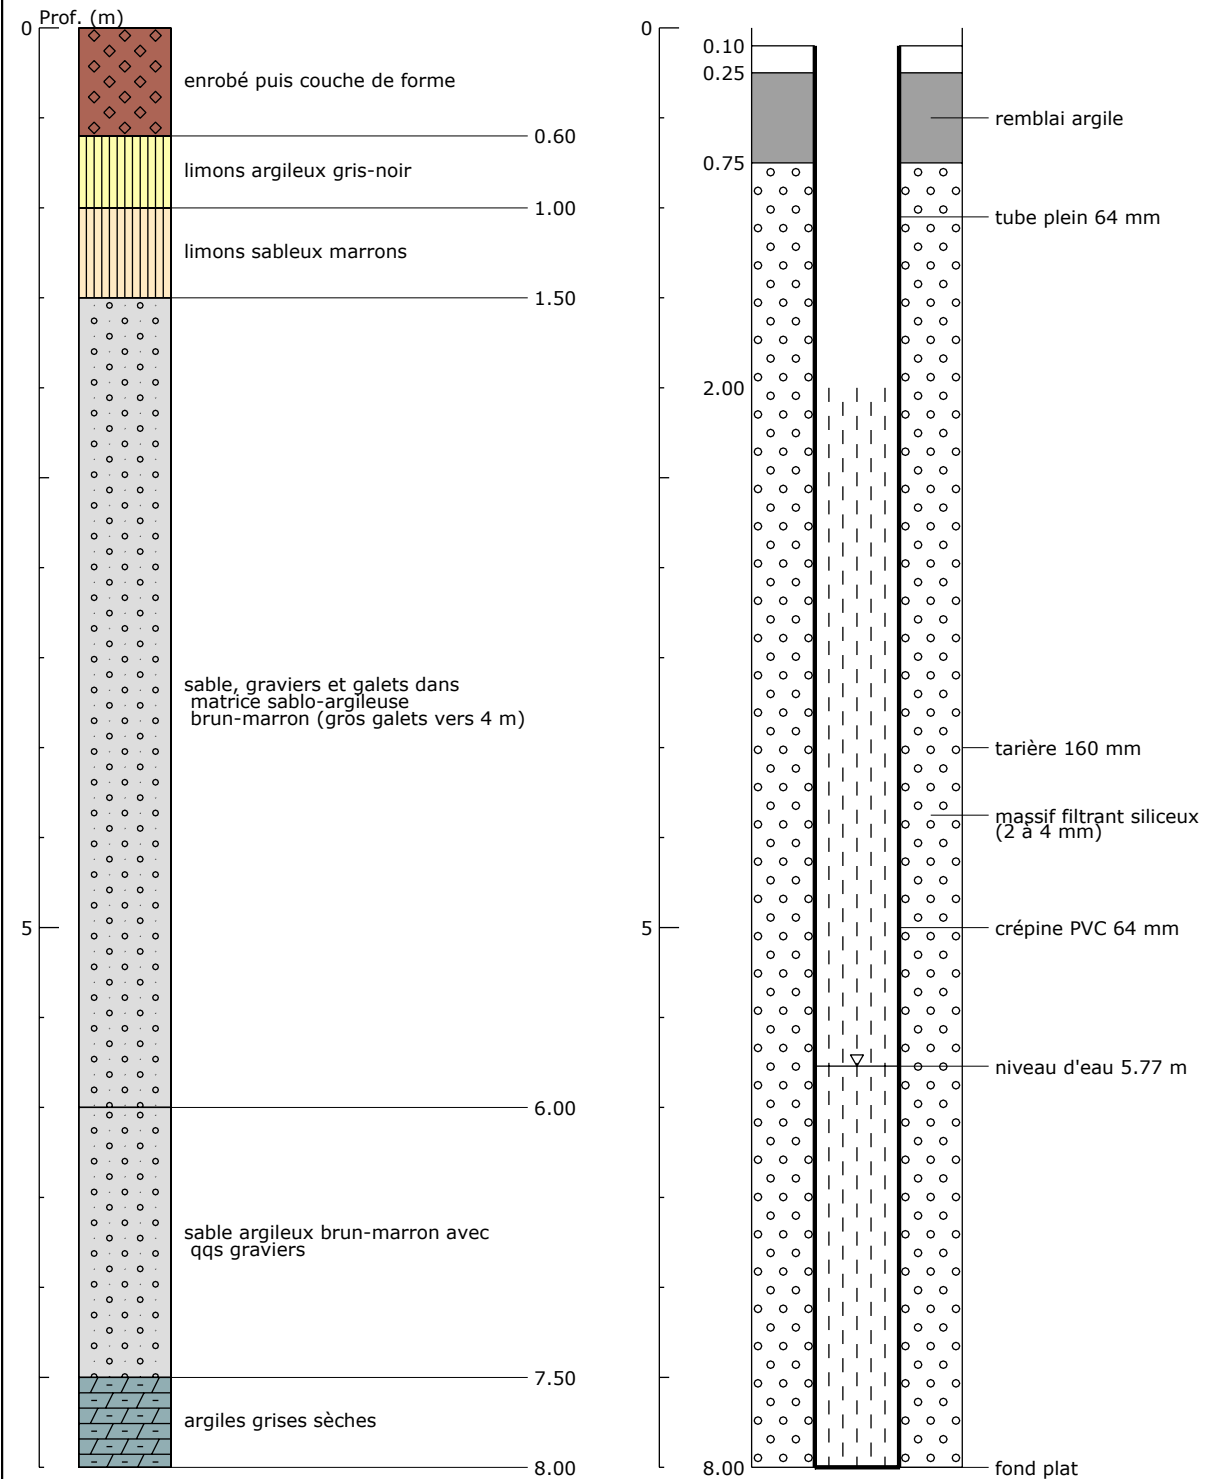 Prof. (m)
0
enrobé puis couche de forme
0.60
limons argileux gris-noir
1.00
limons sableux marrons
1.50
sable, graviers et galets dans
matrice sablo-argileuse
brun-marron (gros galets vers 4 m)
5
6.00
sable argileux brun-marron avec
qqs graviers
7.50
argiles grises sèches
8.00
0
0.10
0.25
remblai argile
0.75
tube plein 64 mm
2.00
tarière 160 mm
massif filtrant siliceux
(2 à 4 mm)
5
crépine PVC 64 mm
niveau d'eau 5.77 m
8.00
fond plat